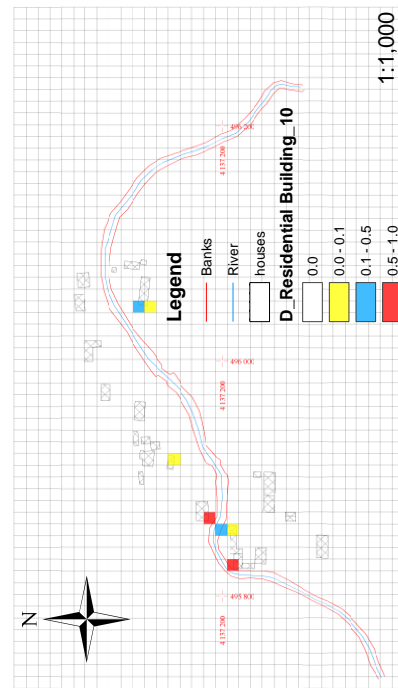 N
4 137 200
495 800
4 137 200
496 000
4 137 200
496 200
Legend
Banks
River
houses
D_Residential Building_10
0.0
0.0 - 0.1
0.1 - 0.5
0.5 - 1.0
1:1,000